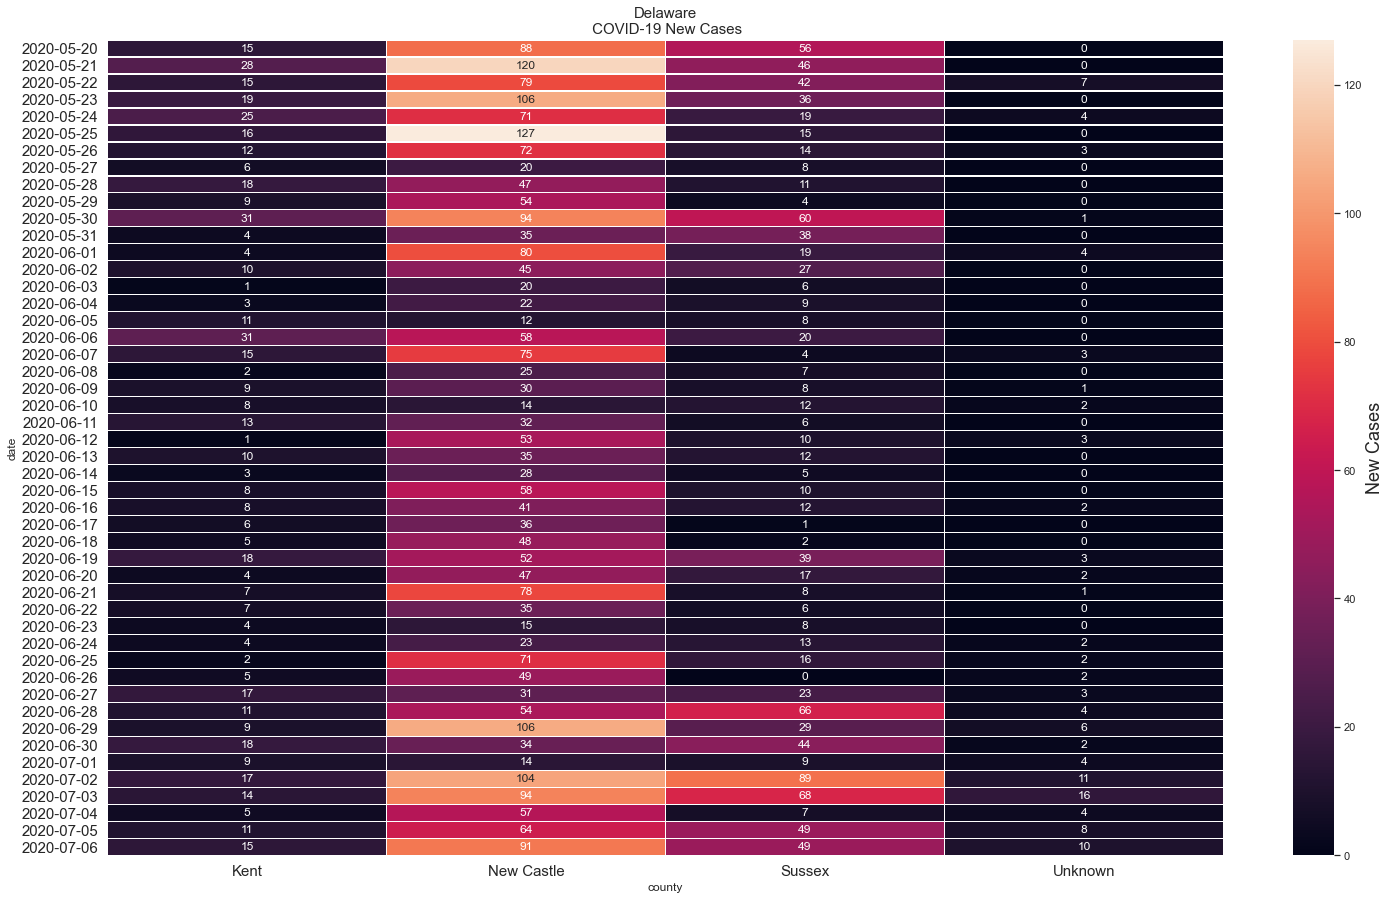 Delaware
COVID-19 New Cases
2020-05-20 15 88 56 0
2020-05-21 28 120 46 0
2020-05-22 15 79 42 7
2020-05-23 19 106 36 0
2020-05-24 25 71 19 4
2020-05-25 16 127 15 0
2020-05-26 12 72 14 3
2020-05-27 6 20 8 0
2020-05-28 18 47 11 0
2020-05-29 9 54 4 0
2020-05-30 31 94 60 1
2020-05-31 4 35 38 0
2020-06-01 4 80 19 4
2020-06-02 10 45 27 0
2020-06-03 1 20 6 0
2020-06-04 3 22 9 0
2020-06-05 11 12 8 0
2020-06-06 31 58 20 0
2020-06-07 15 75 4 3
2020-06-08 2 25 7 0
2020-06-09 9 30 8 1
2020-06-10 8 14 12 2
2020-06-11 13 32 6 0
2020-06-12 1 53 10 3
2020-06-13 10 35 12 0
2020-06-14 3 28 5 0
2020-06-15 8 58 10 0
2020-06-16 8 41 12 2
2020-06-17 6 36 1 0
2020-06-18 5 48 2 0
2020-06-19 18 52 39 3
2020-06-20 4 47 17 2
2020-06-21 7 78 8 1
2020-06-22 7 35 6 0
2020-06-23 4 15 8 0
2020-06-24 4 23 13 2
2020-06-25 2 71 16 2
2020-06-26 5 49 0 2
2020-06-27 17 31 23 3
2020-06-28 11 54 66 4
2020-06-29 9 106 29 6
2020-06-30 18 34 44 2
2020-07-01 9 14 9 4
2020-07-02 17 104 89 11
2020-07-03 14 94 68 16
2020-07-04 5 57 7 4
2020-07-05 11 64 49 8
2020-07-06 15 91 49 10
Kent New Castle Sussex Unknown
county
date
120
100
80
60
40
20
0
New Cases